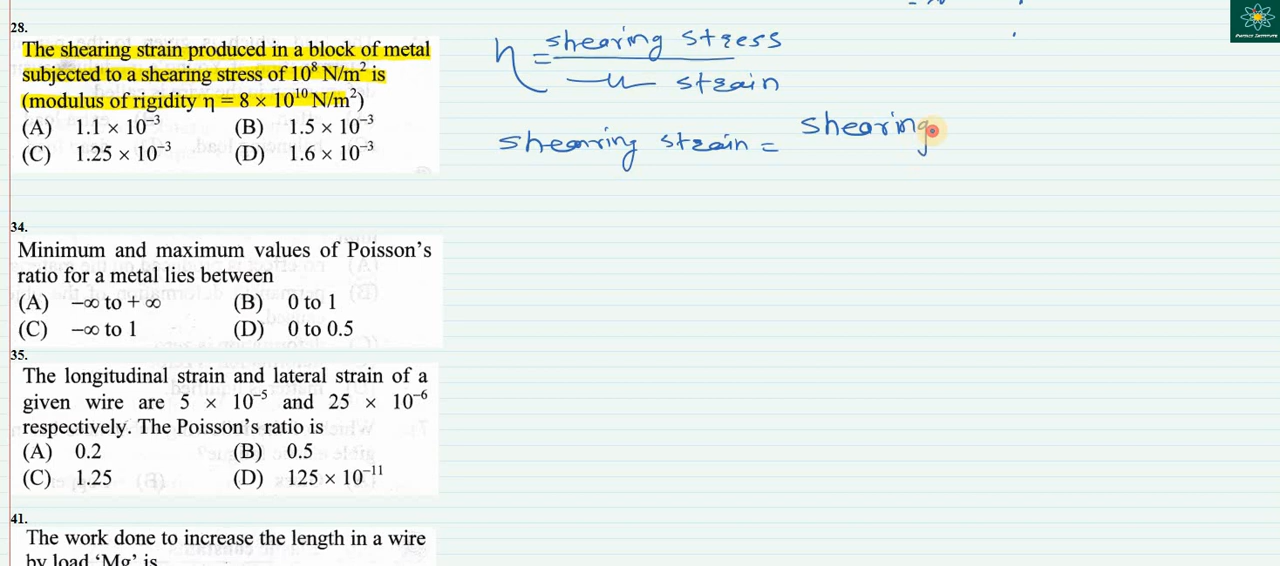 28.
The shearing strain produced in a block of metal
subjected to a shearing stress of 10⁸ N/m² is
(modulus of rigidity η = 8 × 10¹⁰ N/m²)
(A) 1.1 × 10⁻³ (B) 1.5 × 10⁻³
(C) 1.25 × 10⁻³ (D) 1.6 × 10⁻³
η = shearing stress
—〃— strain
shearing strain = shearing
34.
Minimum and maximum values of Poisson's
ratio for a metal lies between
(A) –∞ to + ∞ (B) 0 to 1
(C) –∞ to 1 (D) 0 to 0.5
35.
The longitudinal strain and lateral strain of a
given wire are 5 × 10⁻⁵ and 25 × 10⁻⁶
respectively. The Poisson's ratio is
(A) 0.2 (B) 0.5
(C) 1.25 (D) 125 × 10⁻¹¹
41.
The work done to increase the length in a wire
by load 'Mg' is